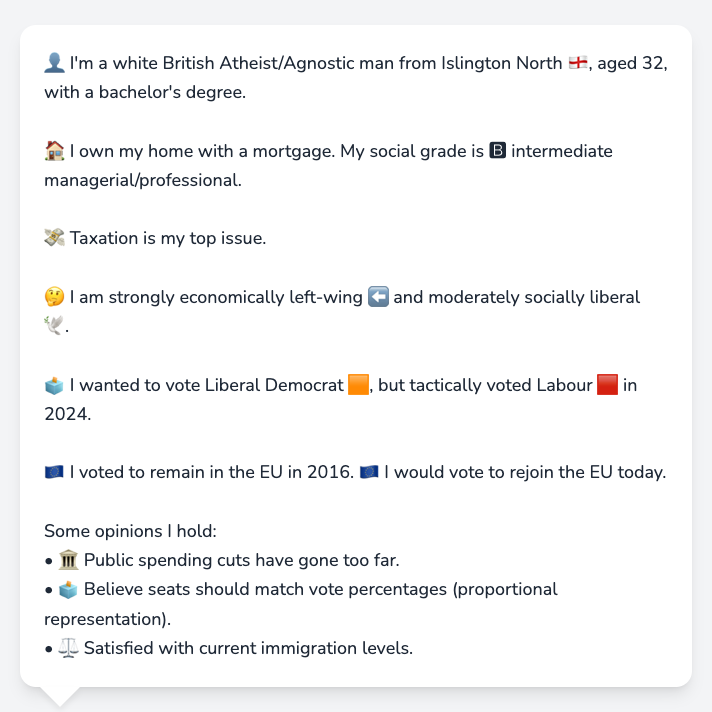 👤 I'm a white British Atheist/Agnostic man from Islington North 🏴󠁧󠁢󠁥󠁮󠁧󠁿, aged 32,
with a bachelor's degree.
🏠 I own my home with a mortgage. My social grade is 🅱 intermediate
managerial/professional.
💸 Taxation is my top issue.
🤔 I am strongly economically left-wing ⬅️ and moderately socially liberal
🕊️.
🗳️ I wanted to vote Liberal Democrat 🟧, but tactically voted Labour 🟥 in
2024.
🇪🇺 I voted to remain in the EU in 2016. 🇪🇺 I would vote to rejoin the EU today.
Some opinions I hold:
• 🏛️ Public spending cuts have gone too far.
• 🗳️ Believe seats should match vote percentages (proportional
representation).
• ⚖️ Satisfied with current immigration levels.